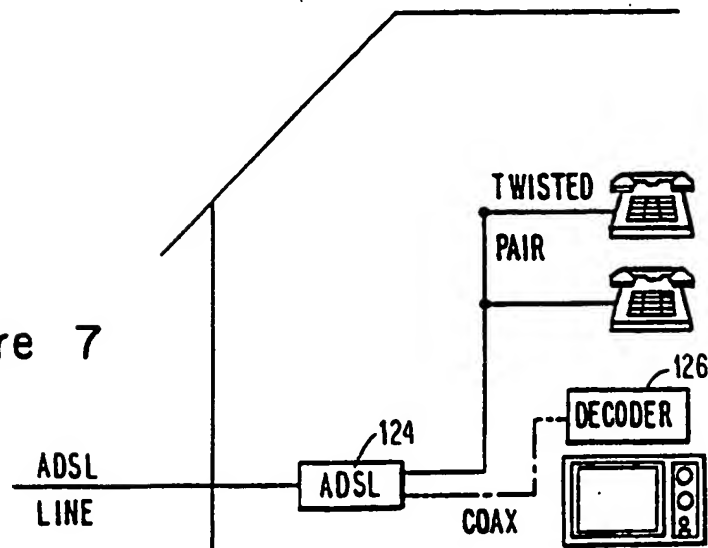 TWISTED
PAIR
re 7
126
DECODER
124
ADSL
LINE
ADSL
COAX